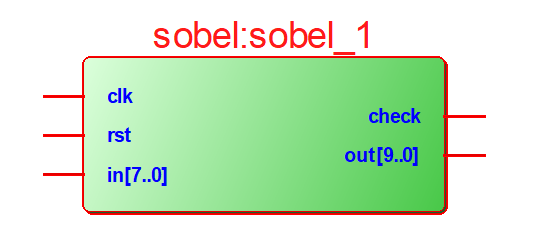 sobel:sobel_1
clk
check
rst
out[9..0]
in[7..0]